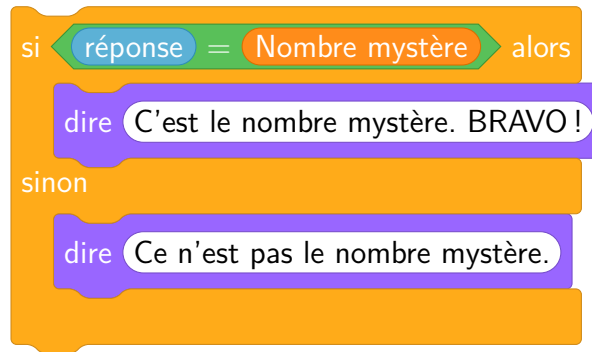 si réponse = Nombre mystère alors
dire C'est le nombre mystère. BRAVO !
sinon
dire Ce n'est pas le nombre mystère.